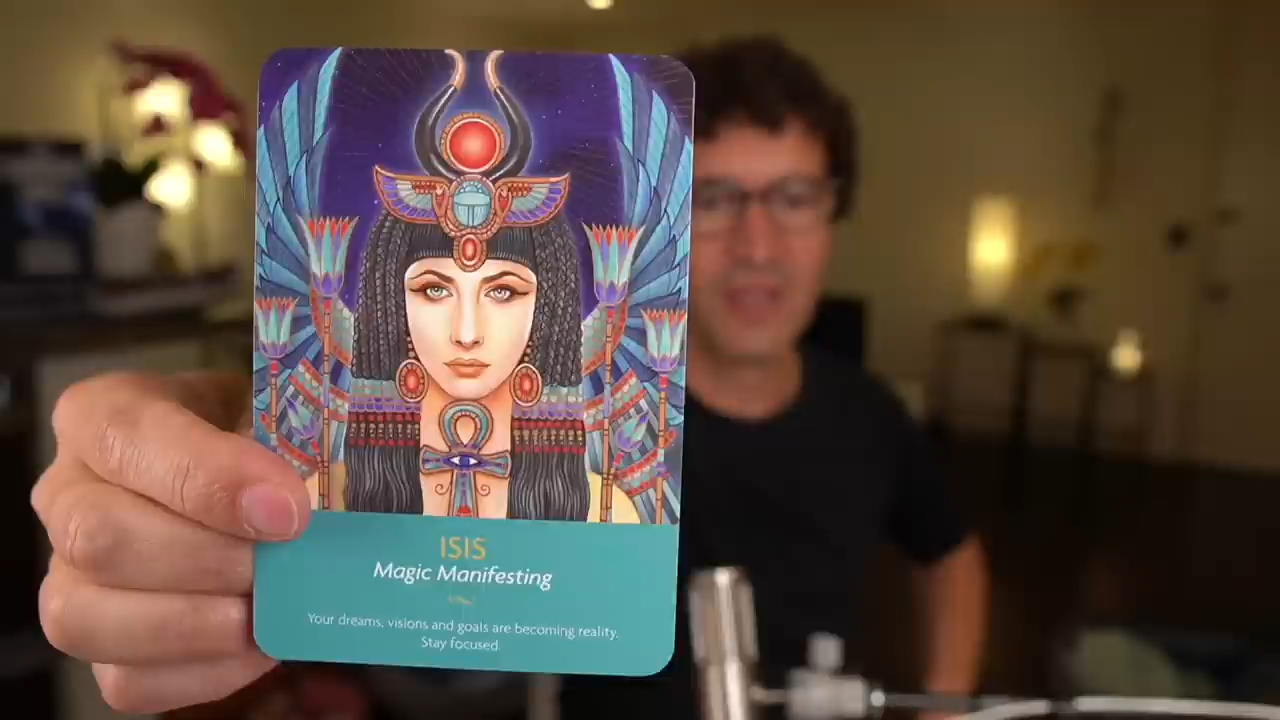 ISIS
Magic Manifesting
Your dreams, visions and goals are becoming reality.
Stay focused.